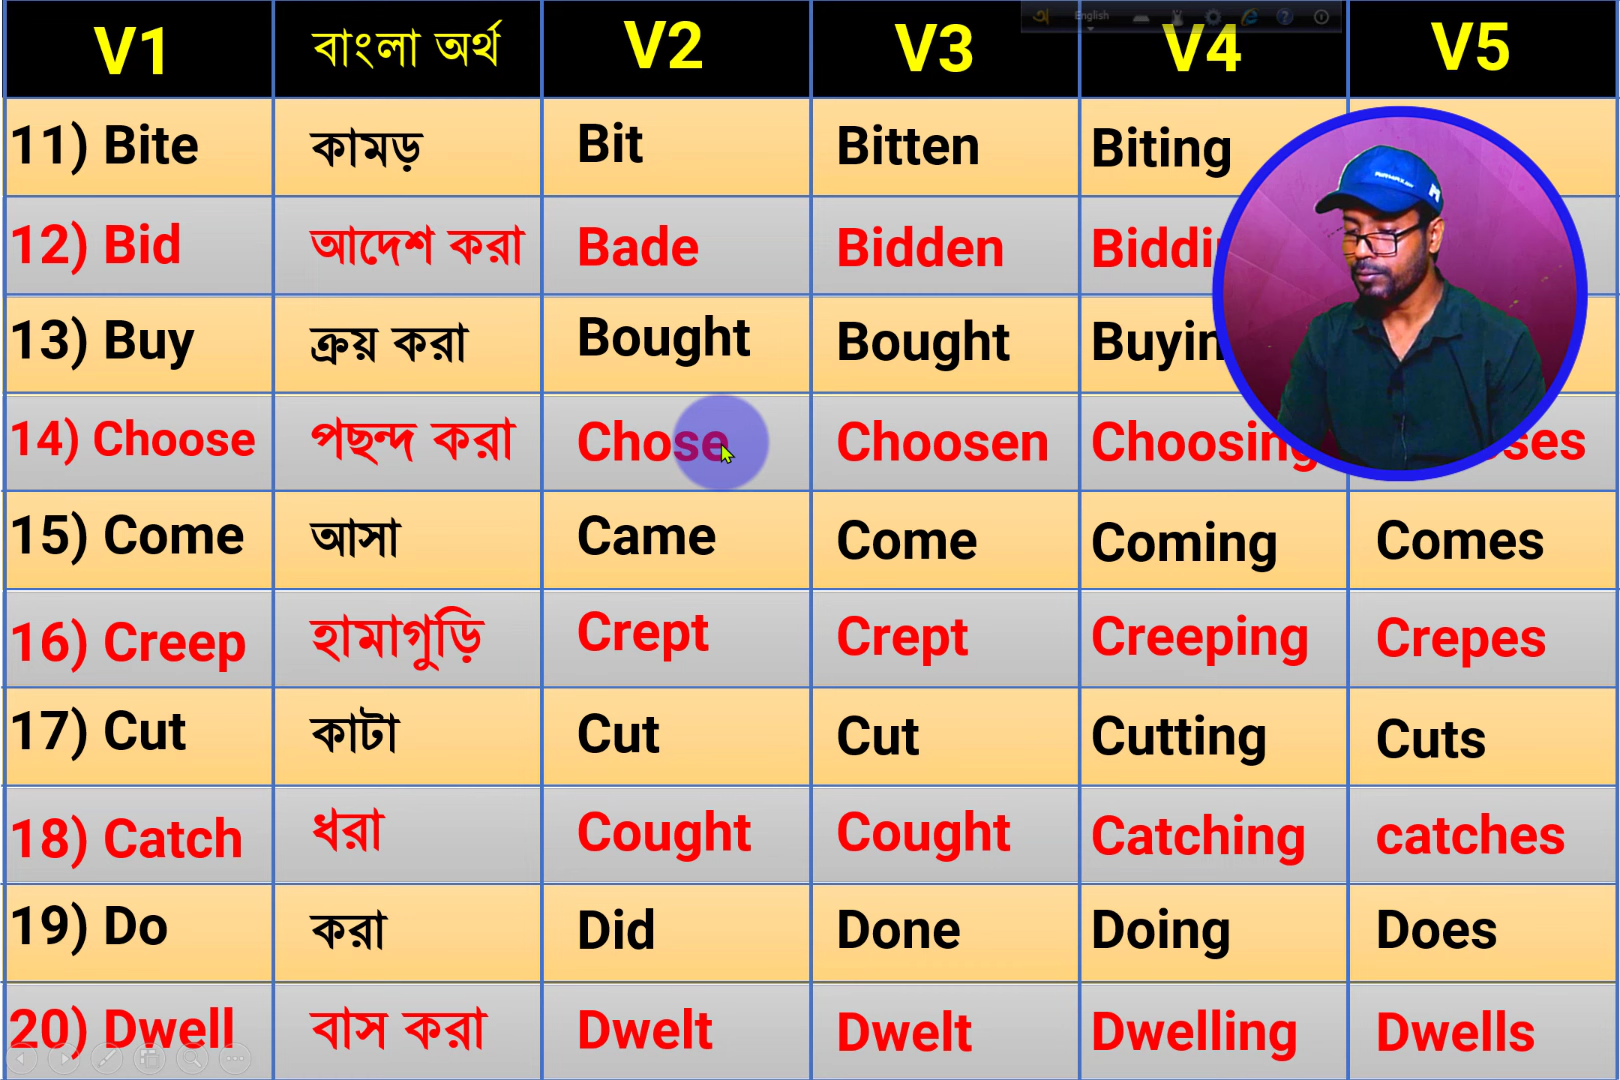 English
V1 বাংলা অর্থ V2 V3 V4 V5
11) Bite কামড় Bit Bitten Biting
12) Bid আদেশ করা Bade Bidden
13) Buy ক্রয় করা Bought Bought
14) Choose পছন্দ করা Chose Choosen Choosing
15) Come আসা Came Come Coming Comes
16) Creep হামাগুড়ি Crept Crept Creeping Crepes
17) Cut কাটা Cut Cut Cutting Cuts
18) Catch ধরা Cought Cought Catching catches
19) Do করা Did Done Doing Does
20) Dwell বাস করা Dwelt Dwelt Dwelling Dwells